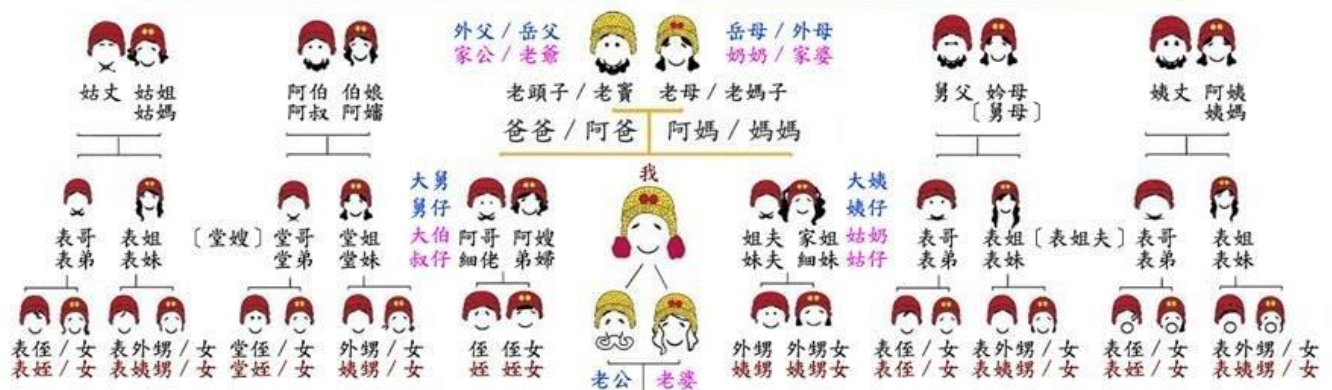 外父/岳父 岳母/外母
家公/老爺 奶奶/家婆
姑丈 姑姐
姑媽
阿伯 伯娘
阿叔 阿嬸
老頭子/老竇 老母/老媽子
舅父 妗母
〔舅母〕
姨丈 阿姨
姨媽
爸爸/阿爸 阿媽/媽媽
我
表哥 表姐
表弟 表妹
〔堂嫂〕堂哥 堂姐
堂弟 堂妹
大舅
舅仔
大伯
叔仔
阿哥 阿嫂
細佬 弟婦
姐夫 家姐
妹夫 細妹
大姨
姨仔
姑奶
姑仔
表哥 表姐〔表姐夫〕表哥 表姐
表弟 表妹 表弟 表妹
表侄/女 表外甥/女 堂侄/女 外甥/女 侄 侄女 外甥 外甥女 表侄/女 表外甥/女 表侄/女 表外甥/女
表姪/女 表姨甥/女 堂姪/女 姨甥/女 姪 姪女 姨甥 姨甥女 表姪/女 表姨甥/女 表姪/女 表姨甥/女
老公 老婆